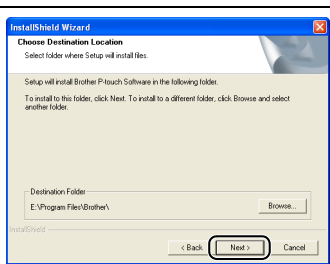 InstallShield Wizard
Choose Destination Location
Select folder where Setup will install files.
Setup will install Brother P-touch Software in the following folder.
To install to this folder, click Next. To install to a different folder, click Browse and select
another folder.
Destination Folder
E:\Program Files\Brother\
Browse...
InstallShield
< Back
Next >
Cancel